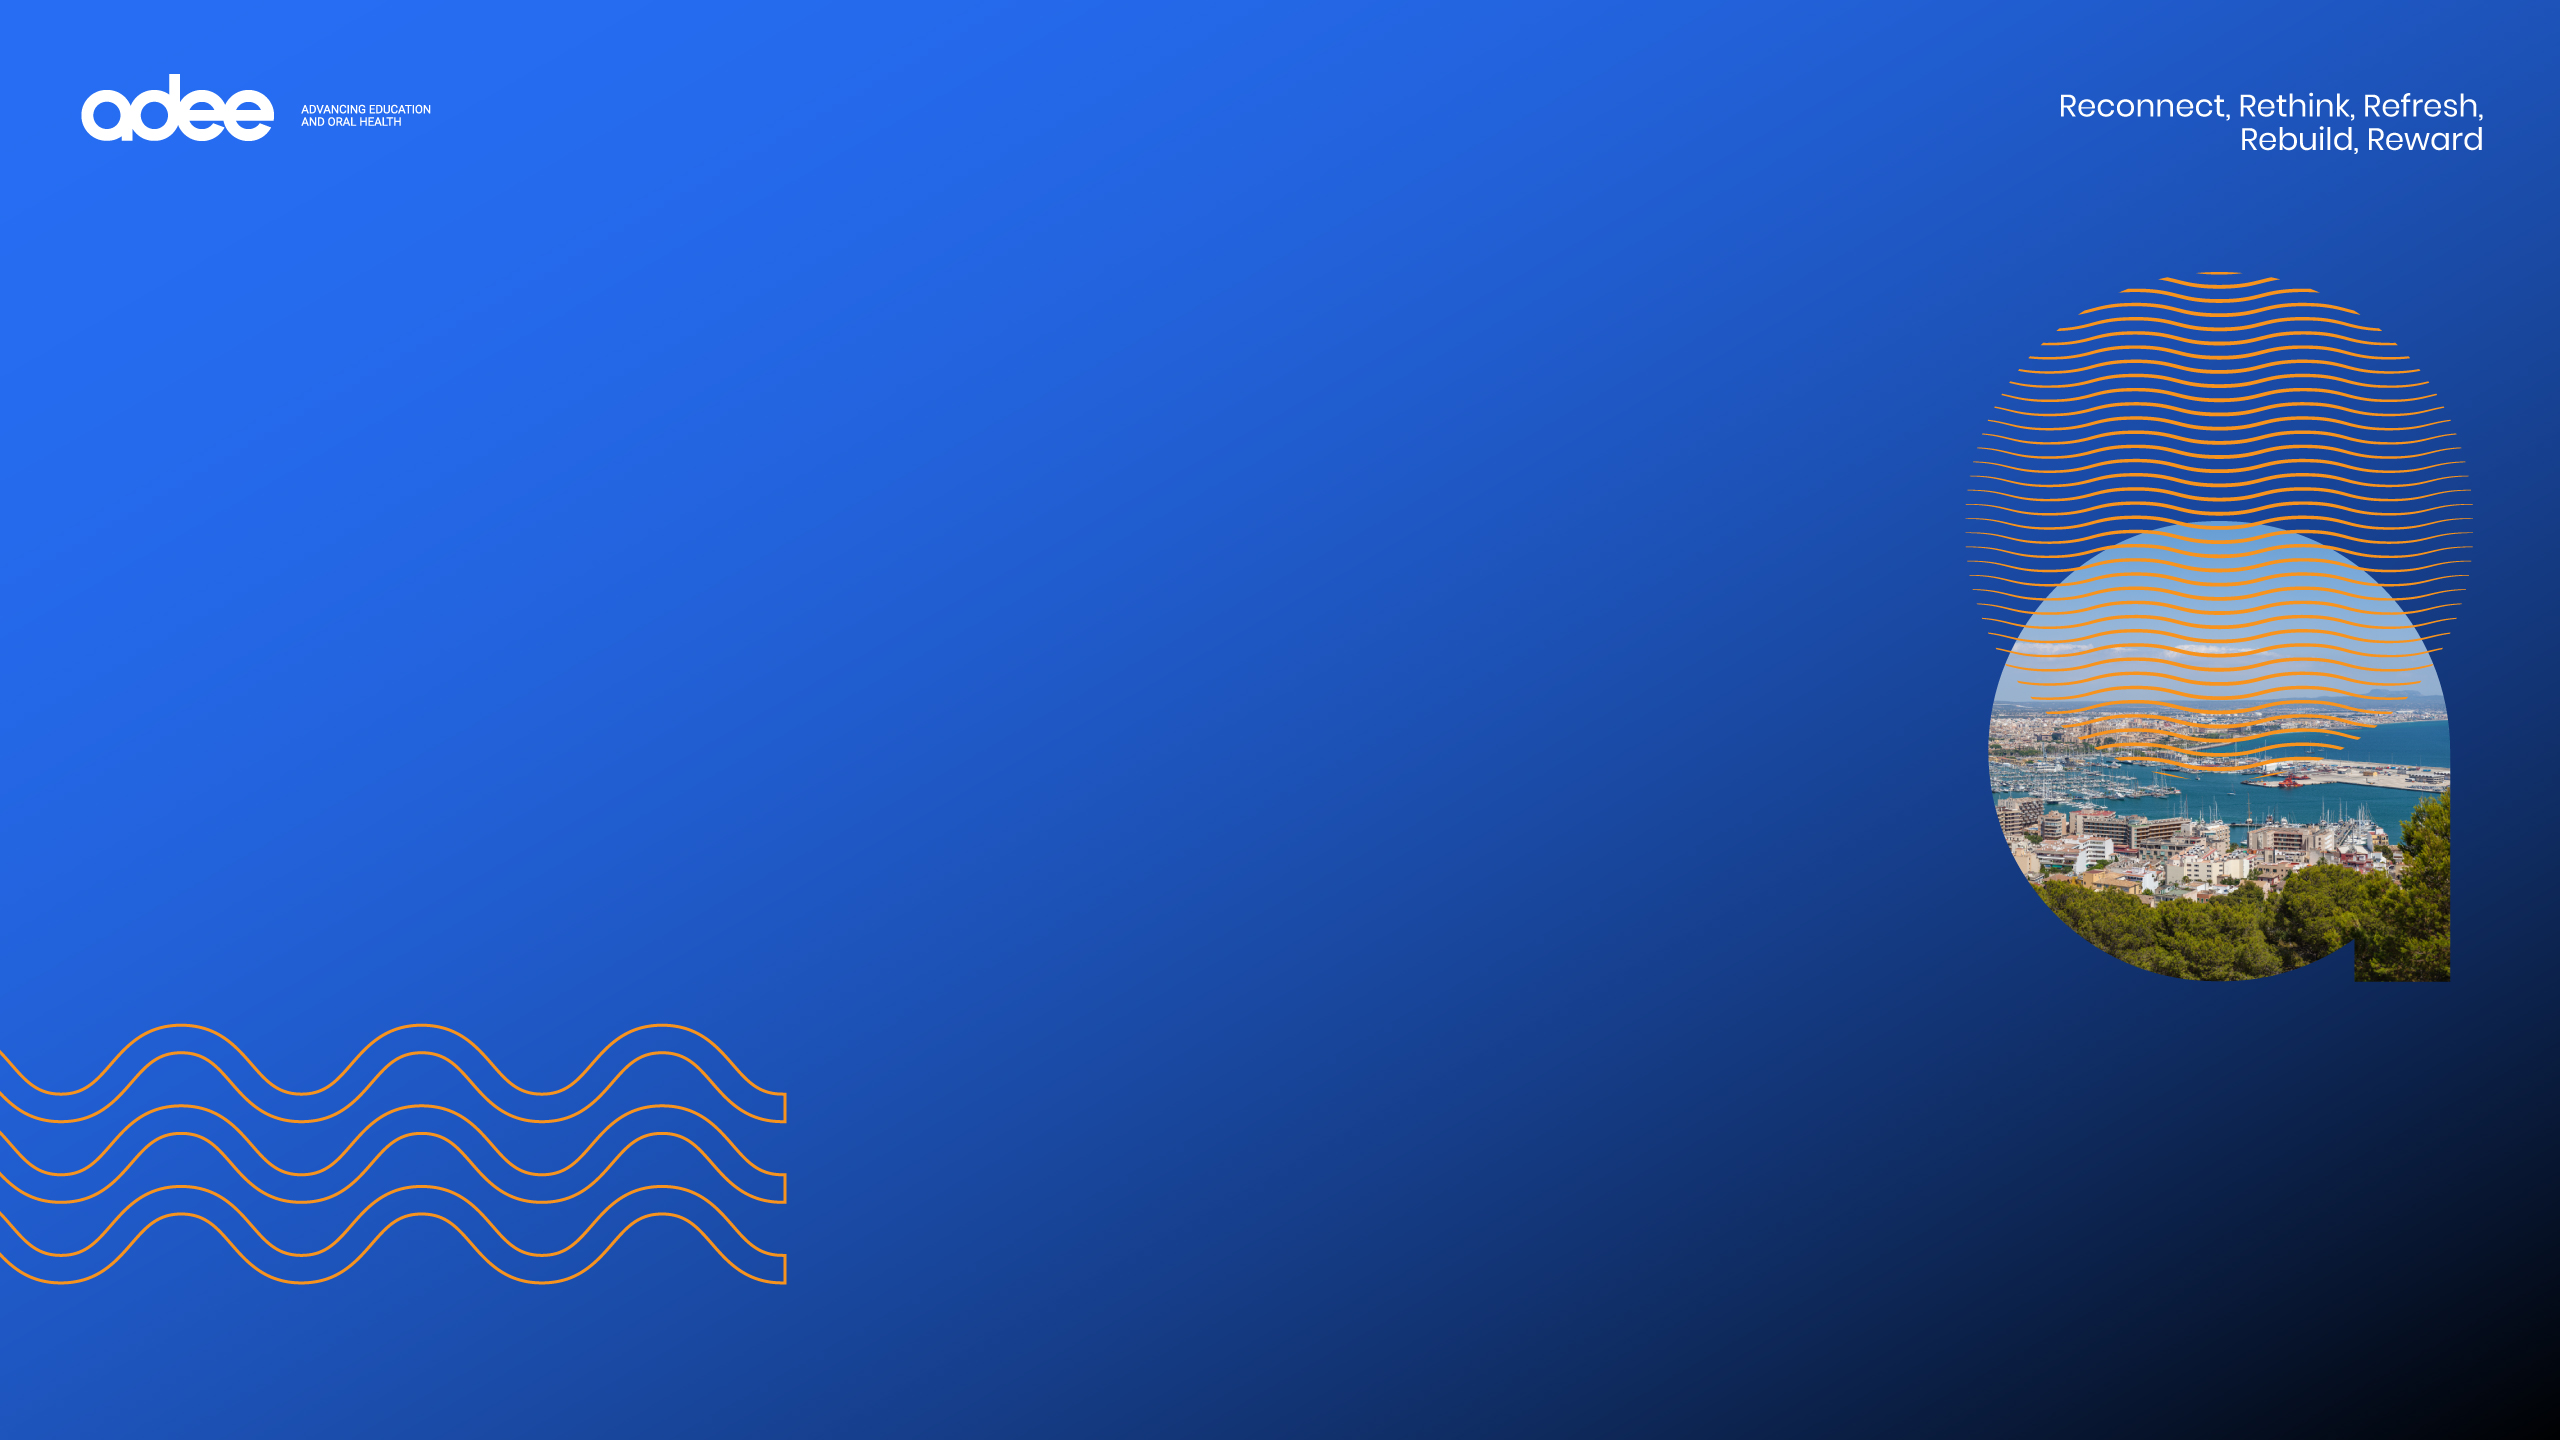 adee
ADVANCING EDUCATION
AND ORAL HEALTH
Reconnect, Rethink, Refresh,
Rebuild, Reward